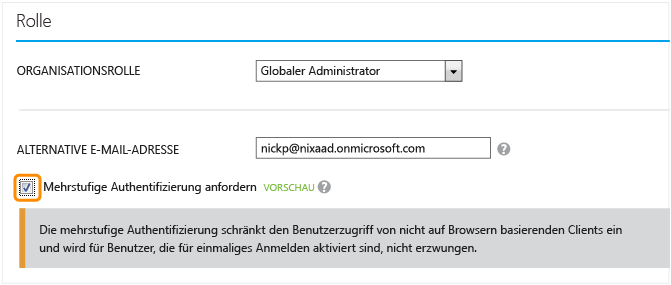 Rolle
ORGANISATIONSROLLE Globaler Administrator
ALTERNATIVE E-MAIL-ADRESSE nickp@nixaad.onmicrosoft.com ?
Mehrstufige Authentifizierung anfordern VORSCHAU ?
Die mehrstufige Authentifizierung schränkt den Benutzerzugriff von nicht auf Browsern basierenden Clients ein
und wird für Benutzer, die für einmaliges Anmelden aktiviert sind, nicht erzwungen.